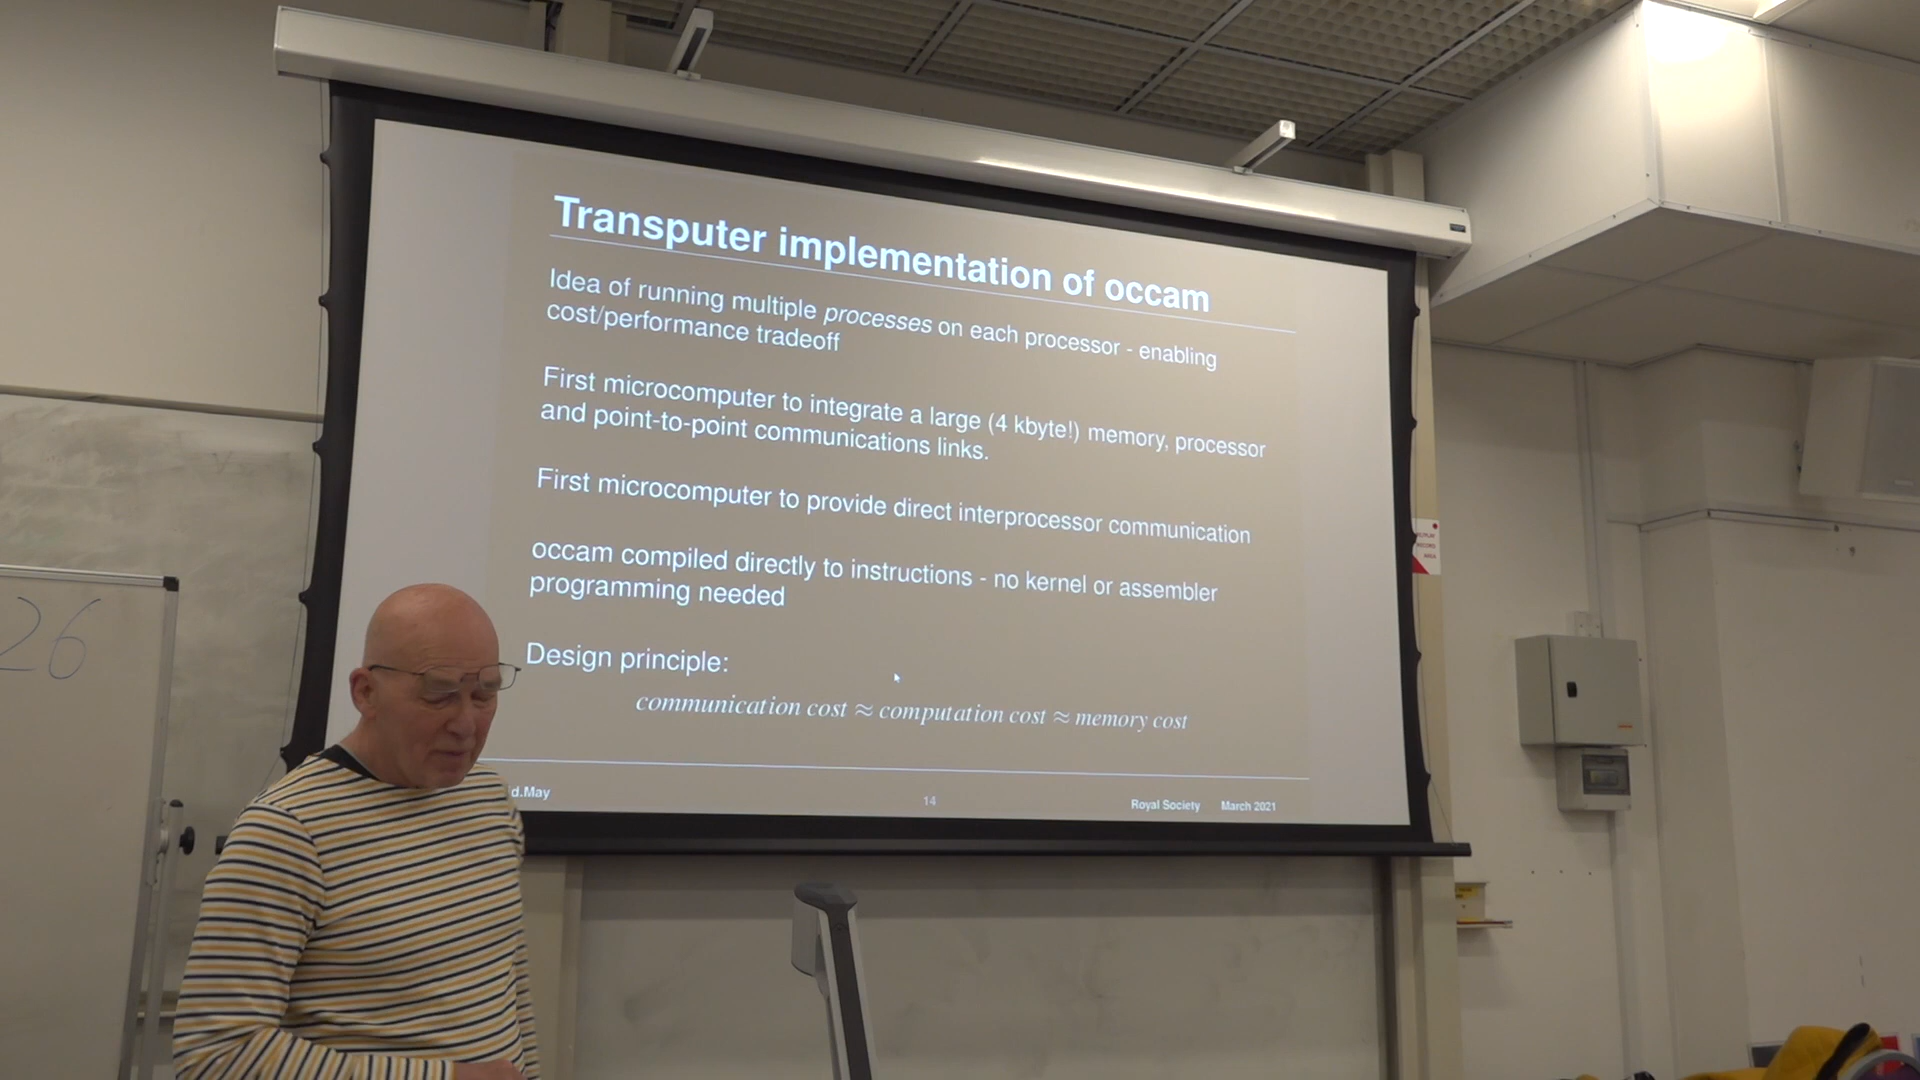 Transputer implementation of occam
Idea of running multiple processes on each processor - enabling
cost/performance tradeoff
First microcomputer to integrate a large (4 kbyte!) memory, processor
and point-to-point communications links.
First microcomputer to provide direct interprocessor communication
occam compiled directly to instructions - no kernel or assembler
programming needed
Design principle:
communication cost ≈ computation cost ≈ memory cost
d.May 14 Royal Society March 2021
26